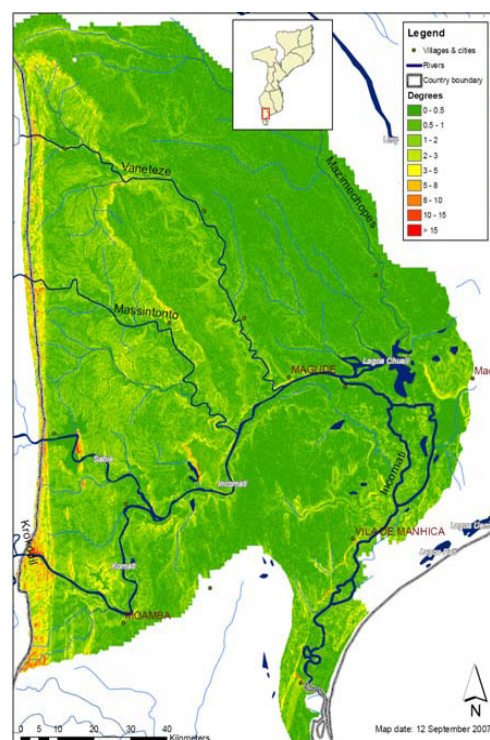 Legend
Villages & cities
Rivers
Country boundary
Degrees
0 - 0.5
0.5 - 1
1 - 2
2 - 3
3 - 5
5 - 8
8 - 10
10 - 15
> 15
Vaneteze
Mazimechopes
Massintonto
Lagoa Chuali
MAGUDE
Mac
Sabie
Incomati
Incomati
Komati
VILA DE MANHICA
MOAMBA
N
0 5 10 20 30 40
Kilometers
Map date: 12 September 2007